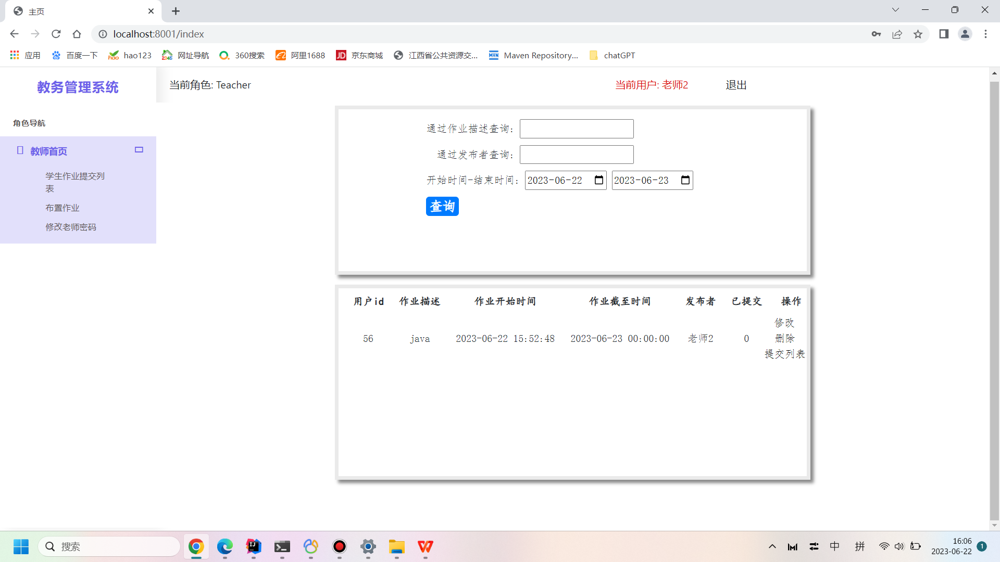 主页
localhost:8001/index
应用
百度一下
hao123
网址导航
360搜索
阿里1688
京东商城
江西省公共资源交...
Maven Repository...
chatGPT
教务管理系统
当前角色: Teacher
当前用户: 老师2
退出
角色导航
教师首页
学生作业提交列
表
布置作业
修改老师密码
通过作业描述查询:
通过发布者查询:
开始时间-结束时间: 2023-06-22 2023-06-23
查询
用户id 作业描述 作业开始时间 作业截至时间 发布者 已提交 操作
修改
56 java 2023-06-22 15:52:48 2023-06-23 00:00:00 老师2 0 删除
提交列表
搜索
中
拼
16:06
2023-06-22
1